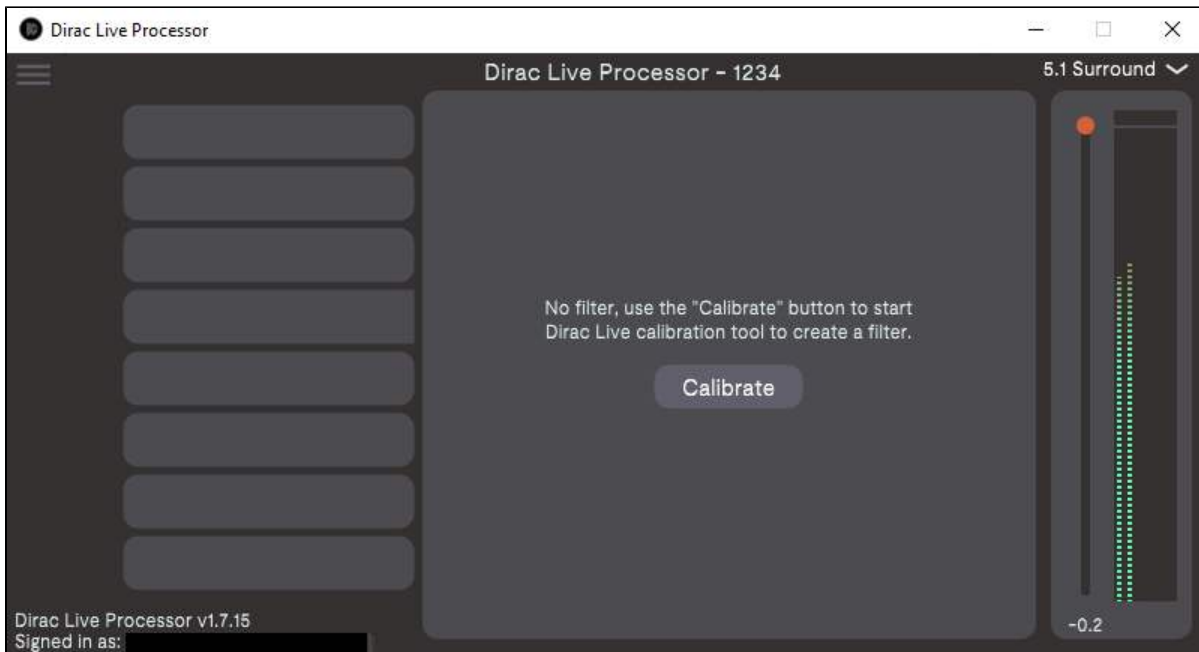 Dirac Live Processor
Dirac Live Processor - 1234
5.1 Surround
No filter, use the "Calibrate" button to start
Dirac Live calibration tool to create a filter.
Calibrate
-0.2
Dirac Live Processor v1.7.15
Signed in as: